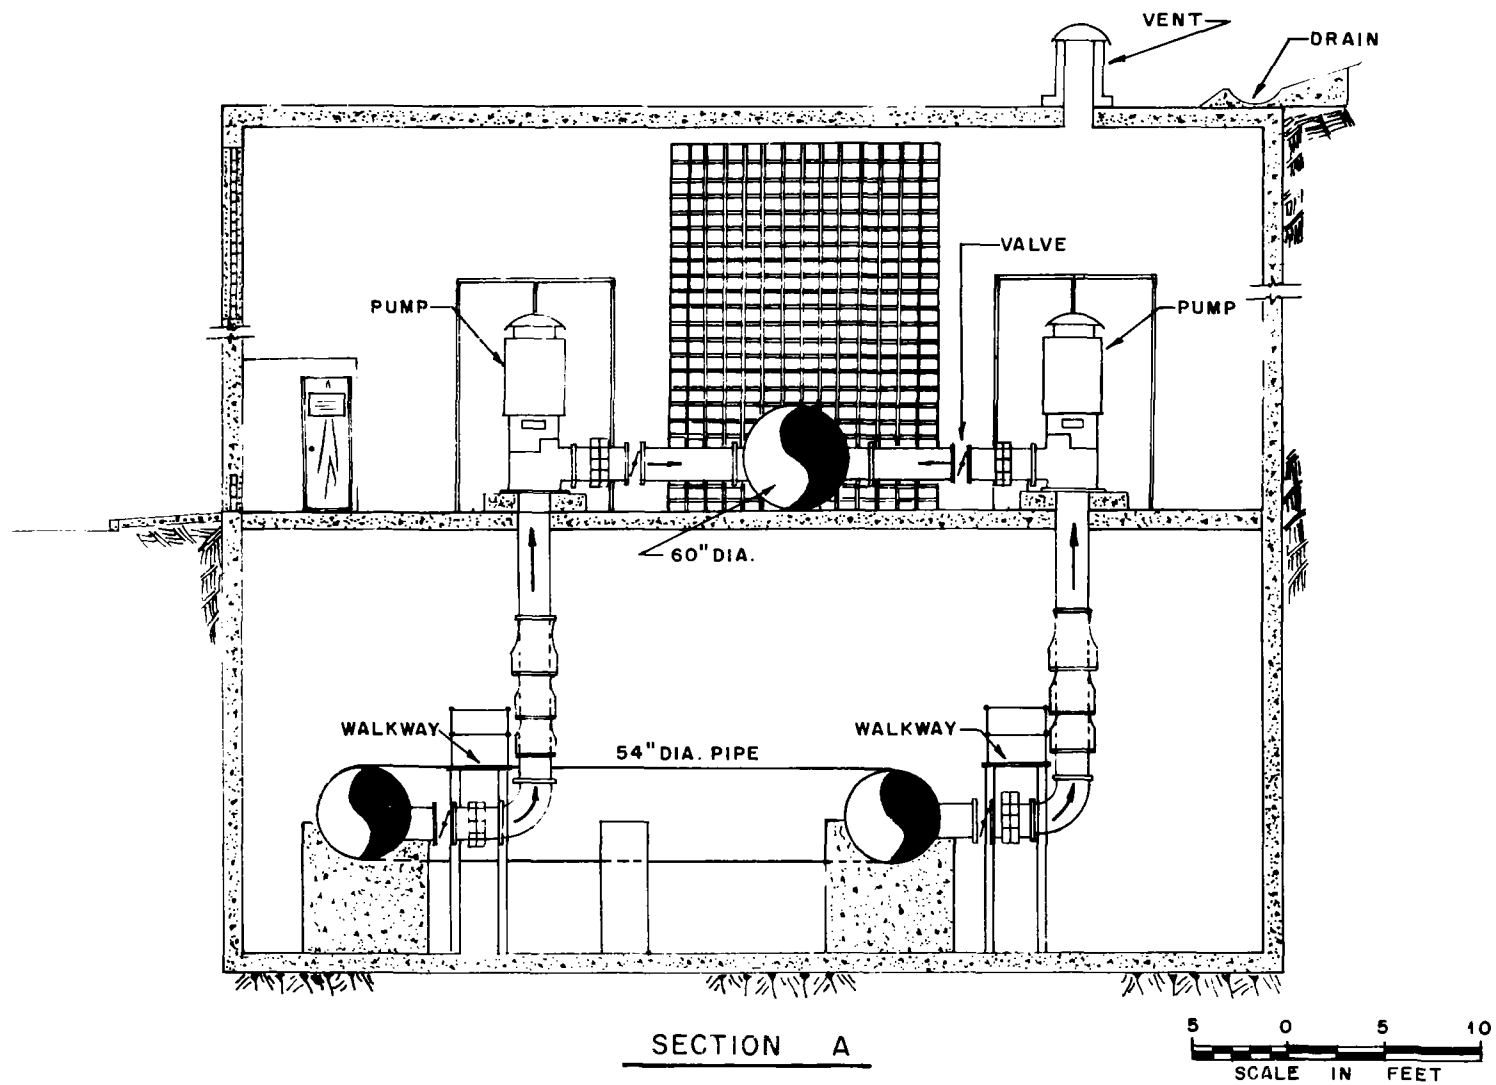 VENT
DRAIN
VALVE
PUMP
PUMP
60" DIA.
WALKWAY
WALKWAY
54" DIA. PIPE
SECTION A
5 0 5 10
SCALE IN FEET